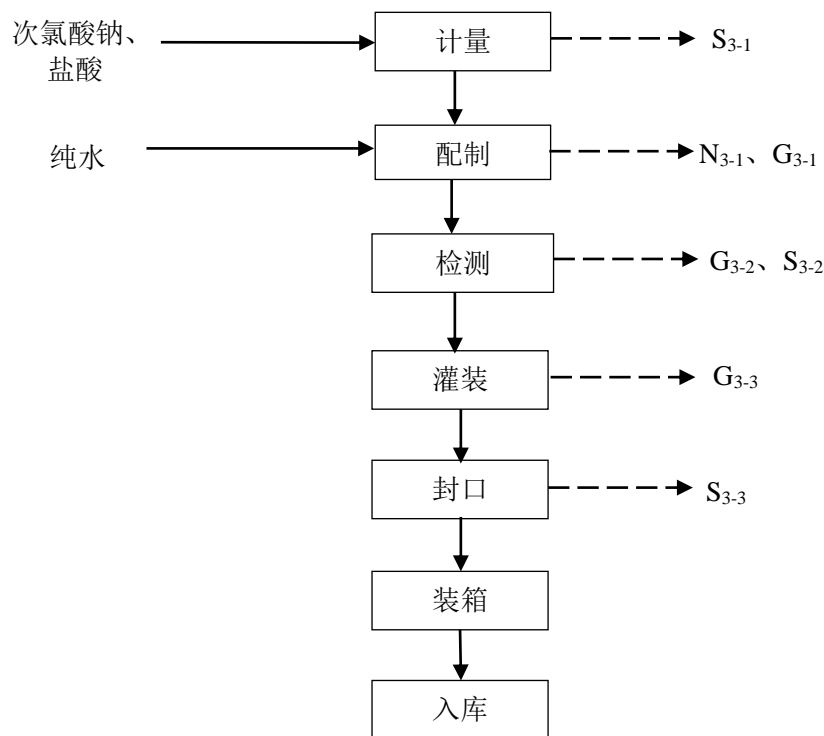 次氯酸钠、
盐酸
计量
S3-1
纯水
配制
N3-1、G3-1
检测
G3-2、S3-2
灌装
G3-3
封口
S3-3
装箱
入库